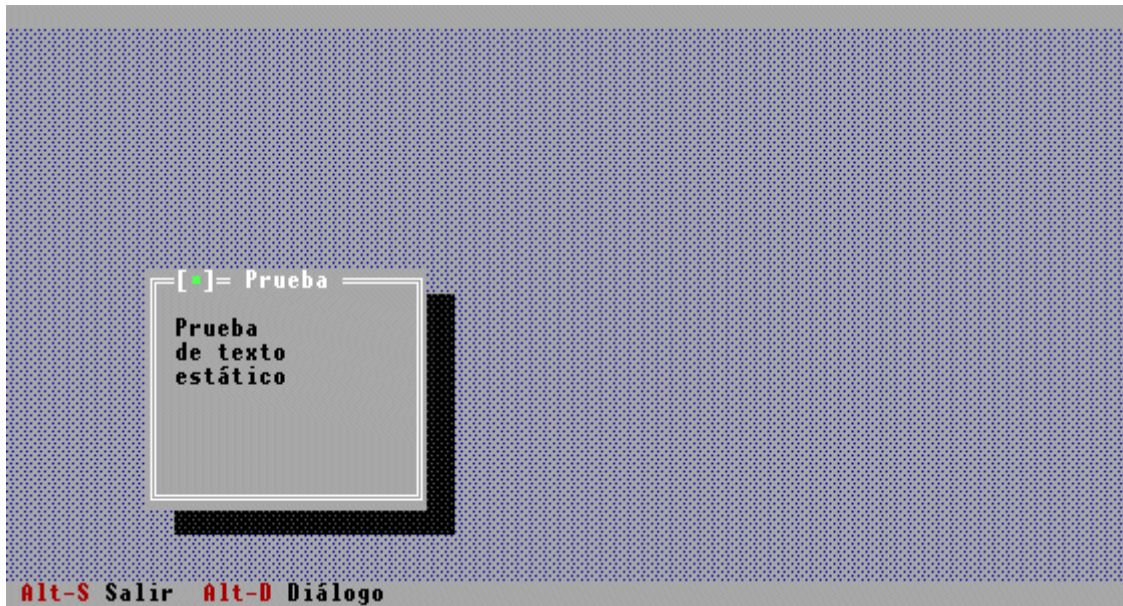 [▪] Prueba
Prueba
de texto
estático
Alt-S Salir Alt-D Diálogo